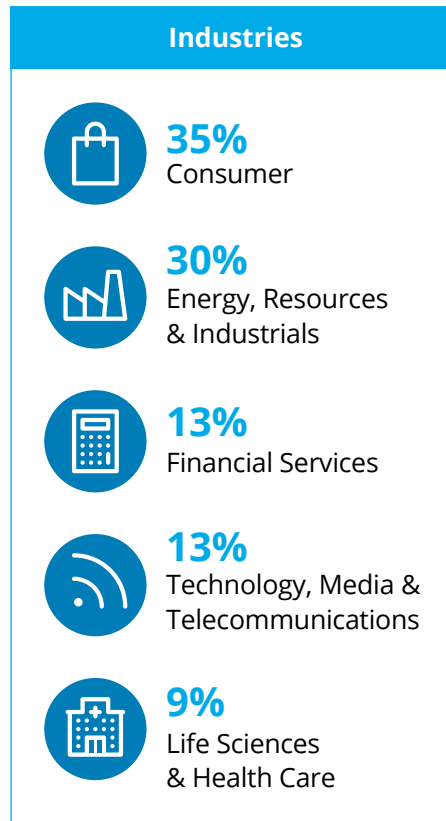 Industries
35%
Consumer
30%
Energy, Resources
& Industrials
13%
Financial Services
13%
Technology, Media &
Telecommunications
9%
Life Sciences
& Health Care